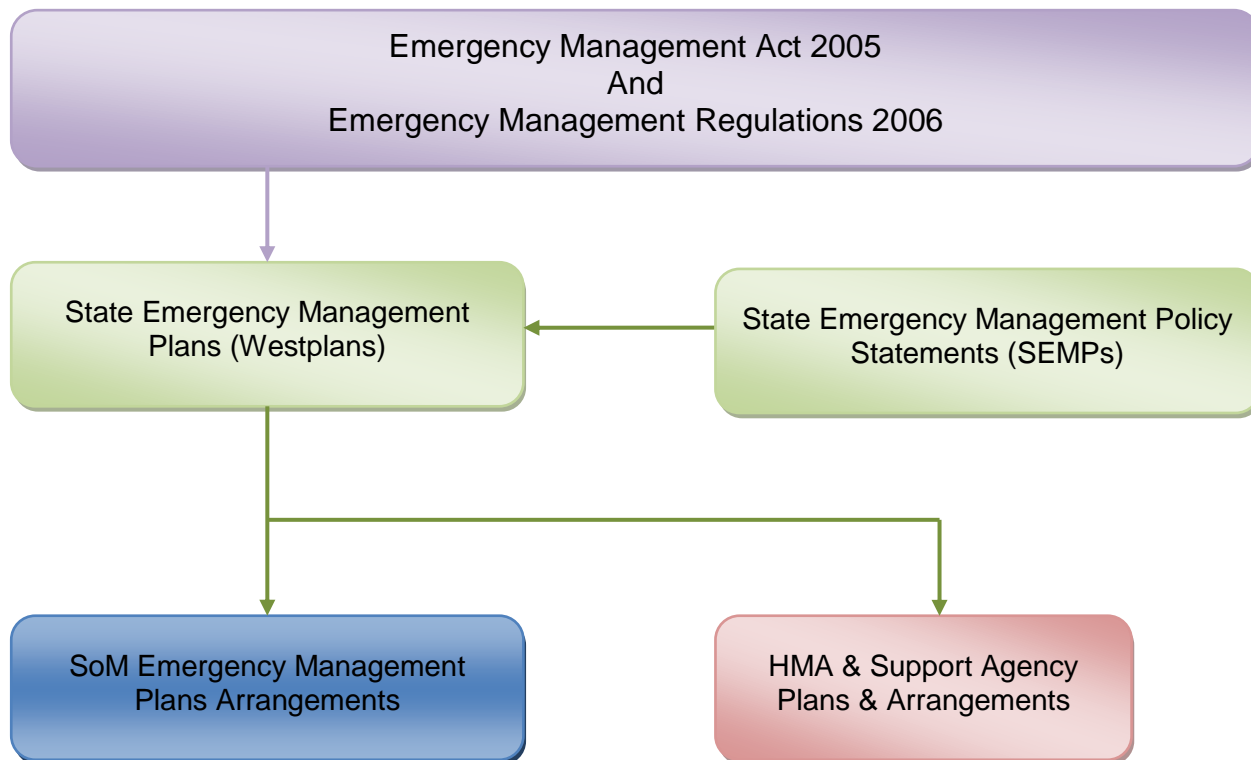 Emergency Management Act 2005
And
Emergency Management Regulations 2006
State Emergency Management
Plans (Westplans)
State Emergency Management Policy
Statements (SEMPs)
SoM Emergency Management
Plans Arrangements
HMA & Support Agency
Plans & Arrangements